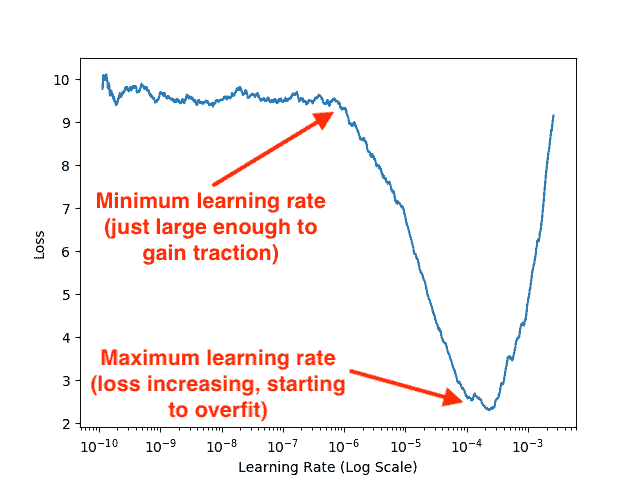 10
9
8
7
6
5
4
3
2
Loss
Minimum learning rate
(just large enough to
gain traction)
Maximum learning rate
(loss increasing, starting
to overfit)
10⁻¹⁰ 10⁻⁹ 10⁻⁸ 10⁻⁷ 10⁻⁶ 10⁻⁵ 10⁻⁴ 10⁻³
Learning Rate (Log Scale)